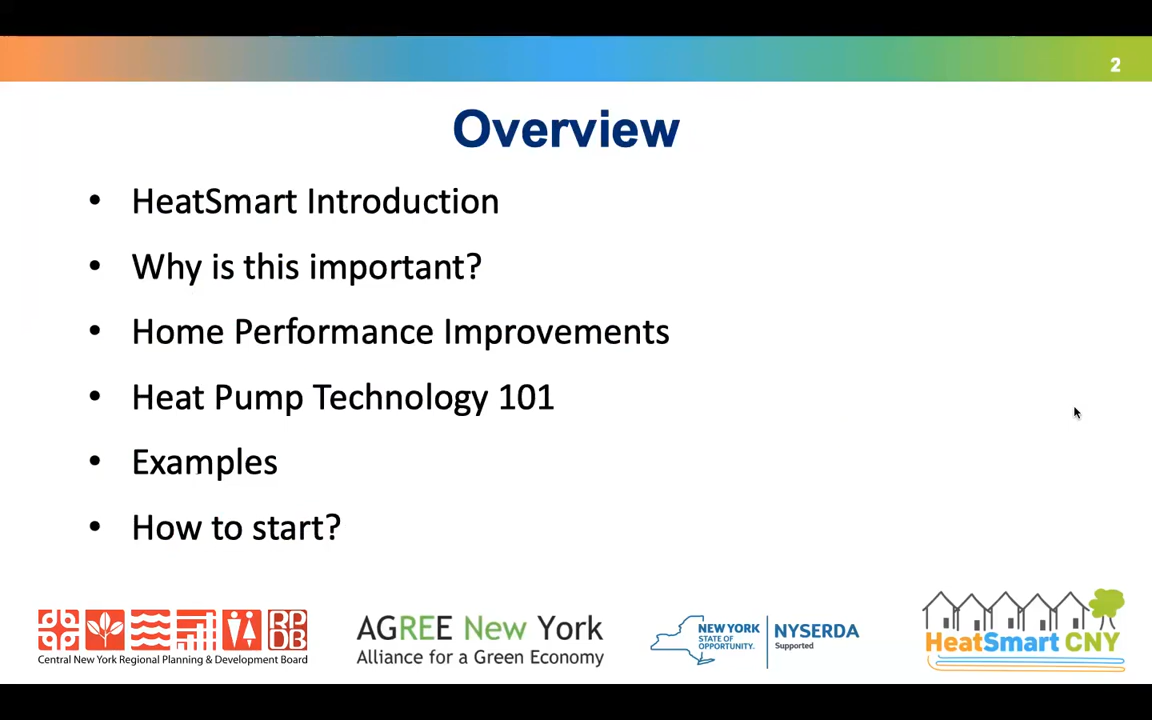 2
Overview
• HeatSmart Introduction
• Why is this important?
• Home Performance Improvements
• Heat Pump Technology 101
• Examples
• How to start?
RP
DB
Central New York Regional Planning & Development Board
AGREE New York
Alliance for a Green Economy
NEW YORK
STATE OF
OPPORTUNITY.
NYSERDA
Supported
HeatSmart CNY